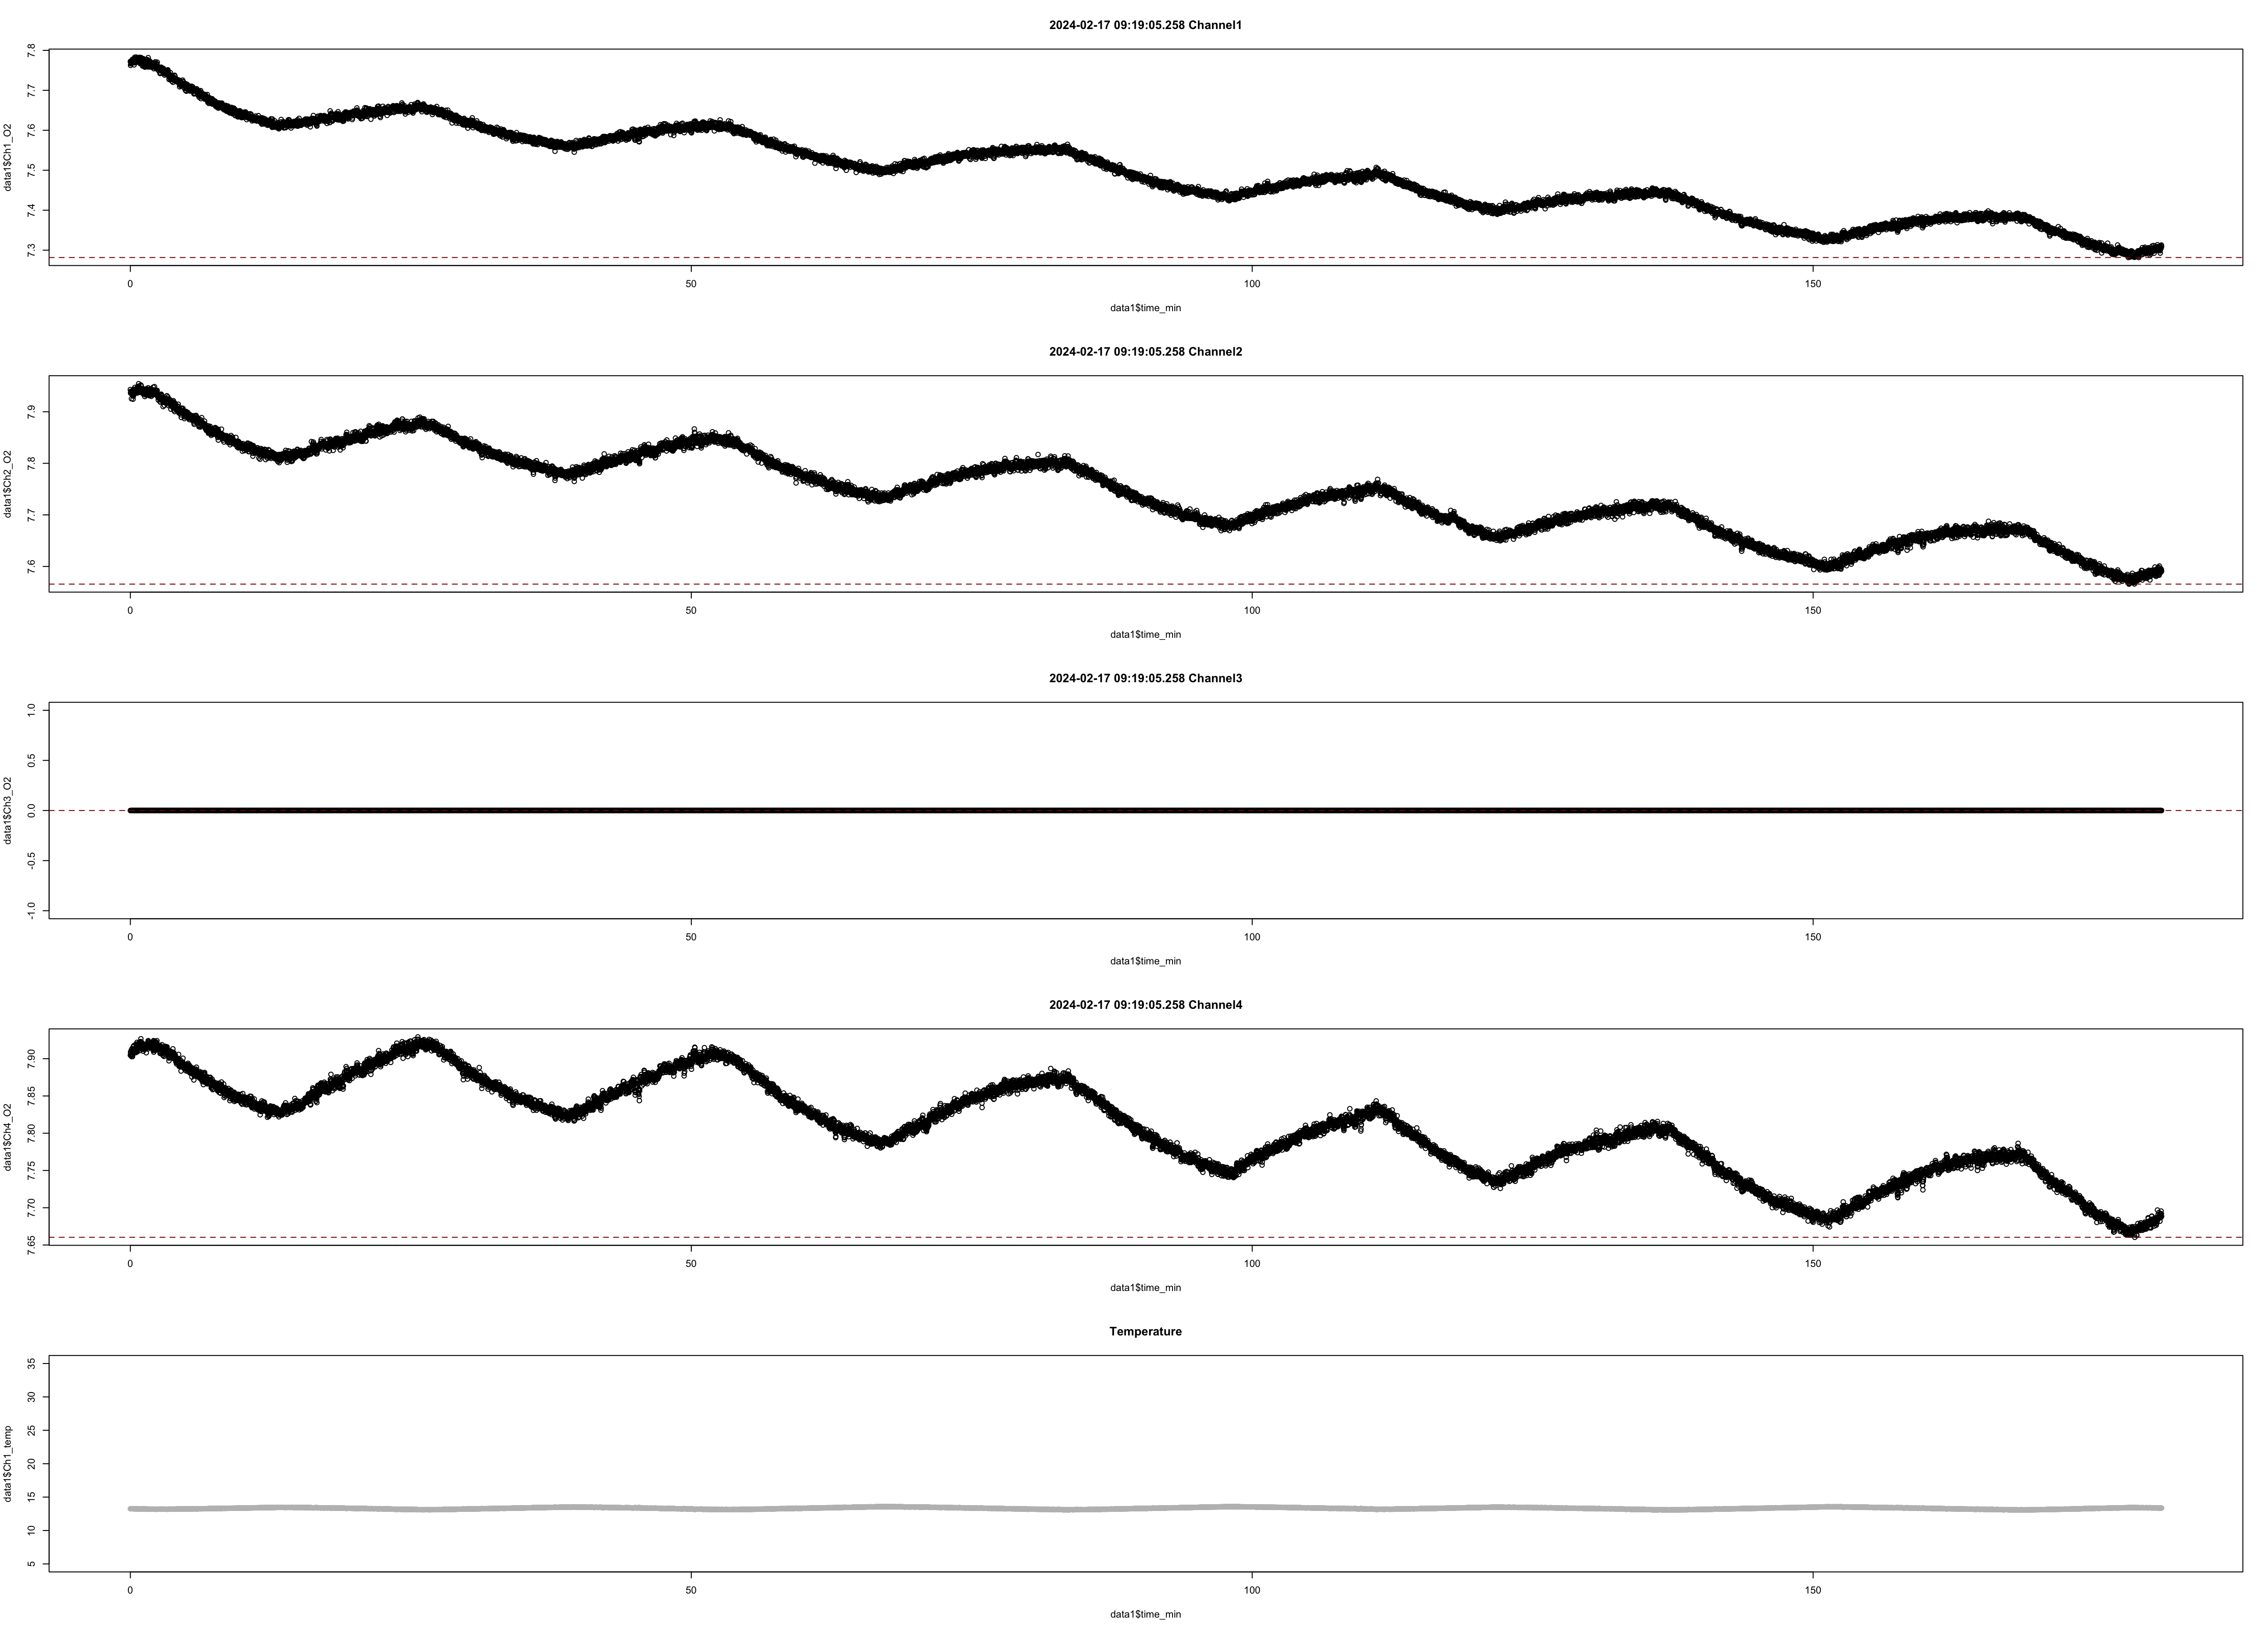 2024-02-17 09:19:05.258 Channel1
data1$Ch1_O2
7.8
7.7
7.6
7.5
7.4
7.3
0 50 100 150
data1$time_min
2024-02-17 09:19:05.258 Channel2
data1$Ch2_O2
7.9
7.8
7.7
7.6
0 50 100 150
data1$time_min
2024-02-17 09:19:05.258 Channel3
data1$Ch3_O2
1.0
0.5
0.0
-0.5
-1.0
0 50 100 150
data1$time_min
2024-02-17 09:19:05.258 Channel4
data1$Ch4_O2
7.90
7.85
7.80
7.75
7.70
7.65
0 50 100 150
data1$time_min
Temperature
data1$Ch1_temp
35
30
25
20
15
10
5
0 50 100 150
data1$time_min